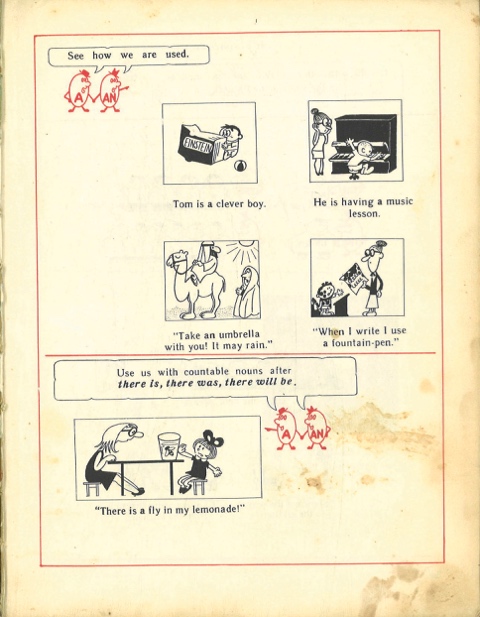 See how we are used.
A
AN
EINSTEIN
Tom is a clever boy.
He is having a music
lesson.
"Take an umbrella
with you! It may rain."
"When I write I use
a fountain-pen."
Use us with countable nouns after
there is, there was, there will be.
A
AN
"There is a fly in my lemonade!"